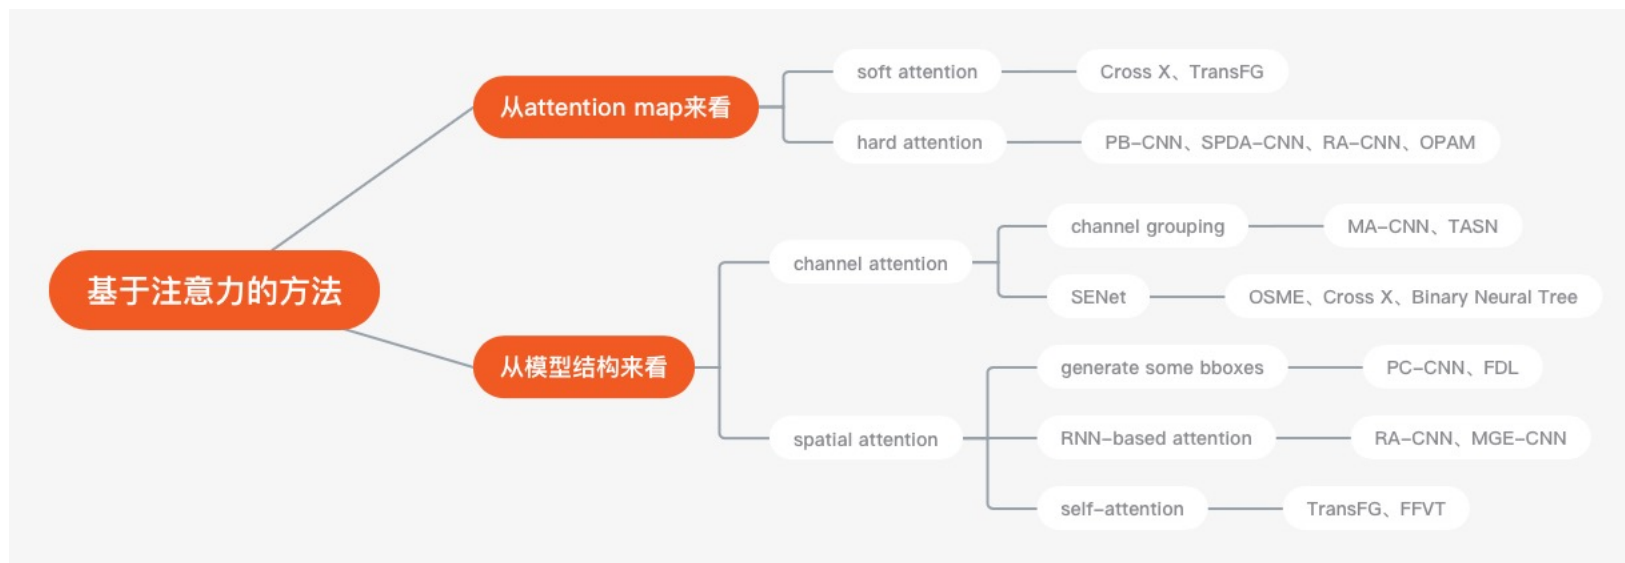 基于注意力的方法
从attention map来看
soft attention
Cross X、TransFG
hard attention
PB-CNN、SPDA-CNN、RA-CNN、OPAM
从模型结构来看
channel attention
channel grouping
MA-CNN、TASN
SENet
OSME、Cross X、Binary Neural Tree
spatial attention
generate some bboxes
PC-CNN、FDL
RNN-based attention
RA-CNN、MGE-CNN
self-attention
TransFG、FFVT